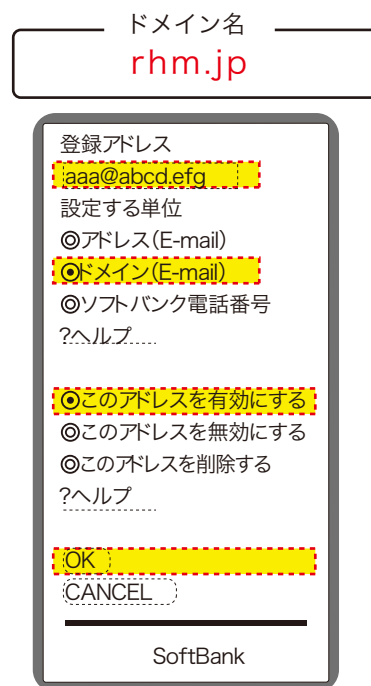 ドメイン名
rhm.jp
登録アドレス
aaa@abcd.efg
設定する単位
◎アドレス(E-mail)
◉ドメイン(E-mail)
◎ソフトバンク電話番号
?ヘルプ
◉このアドレスを有効にする
◎このアドレスを無効にする
◎このアドレスを削除する
?ヘルプ
OK
CANCEL
SoftBank